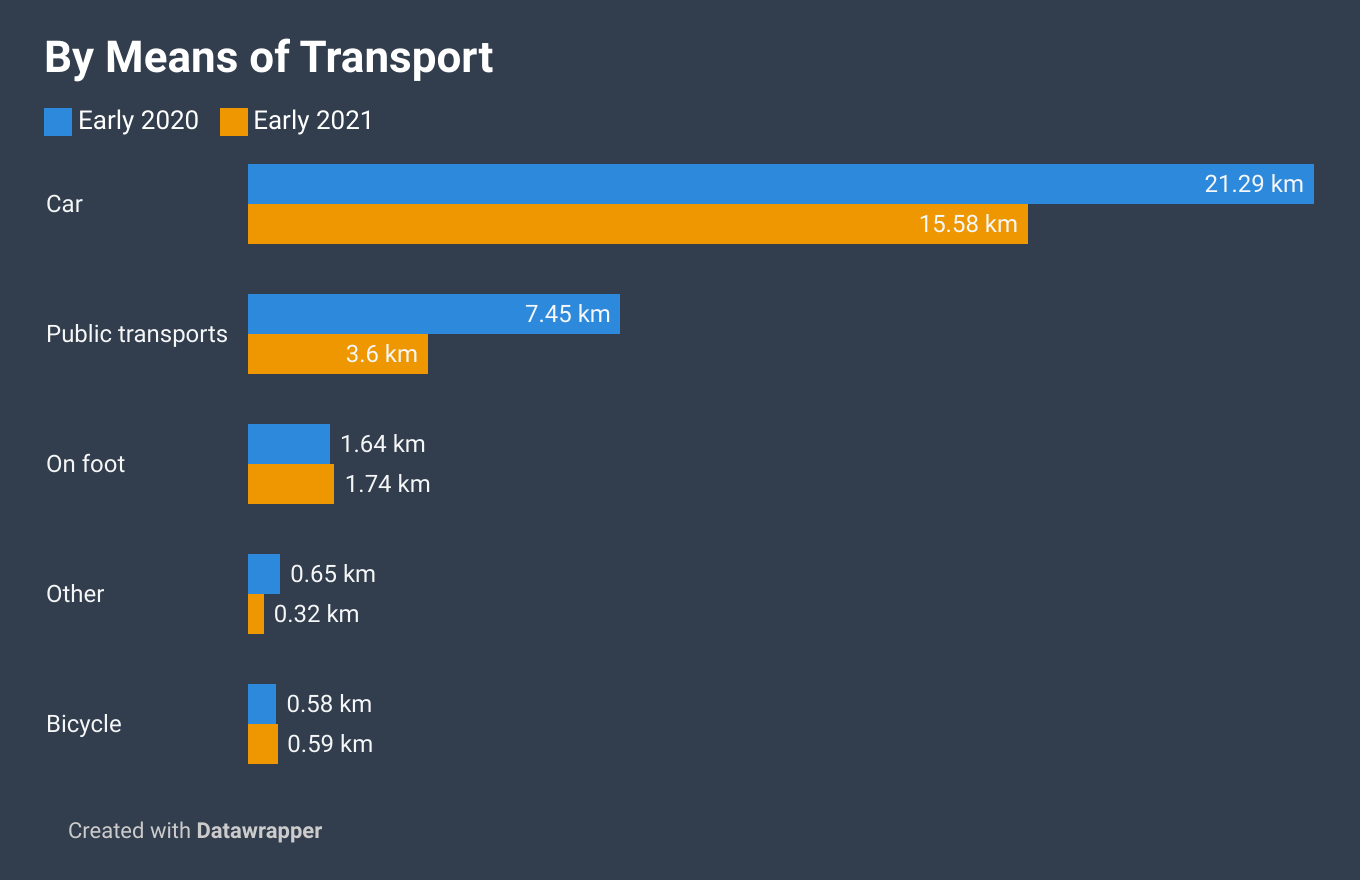 By Means of Transport
Early 2020 Early 2021
Car
21.29 km
15.58 km
Public transports
7.45 km
3.6 km
On foot
1.64 km
1.74 km
Other
0.65 km
0.32 km
Bicycle
0.58 km
0.59 km
Created with Datawrapper